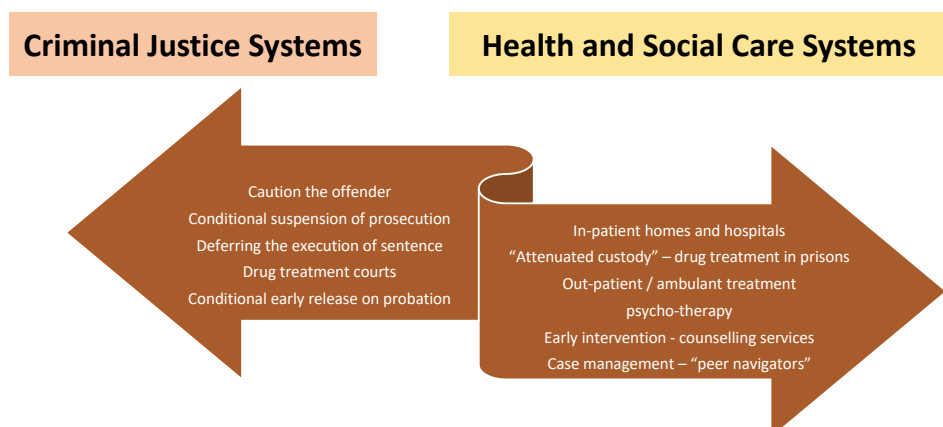 Criminal Justice Systems
Health and Social Care Systems
Caution the offender
Conditional suspension of prosecution
Deferring the execution of sentence
Drug treatment courts
Conditional early release on probation
In-patient homes and hospitals
“Attenuated custody” – drug treatment in prisons
Out-patient / ambulant treatment
psycho-therapy
Early intervention - counselling services
Case management – “peer navigators”